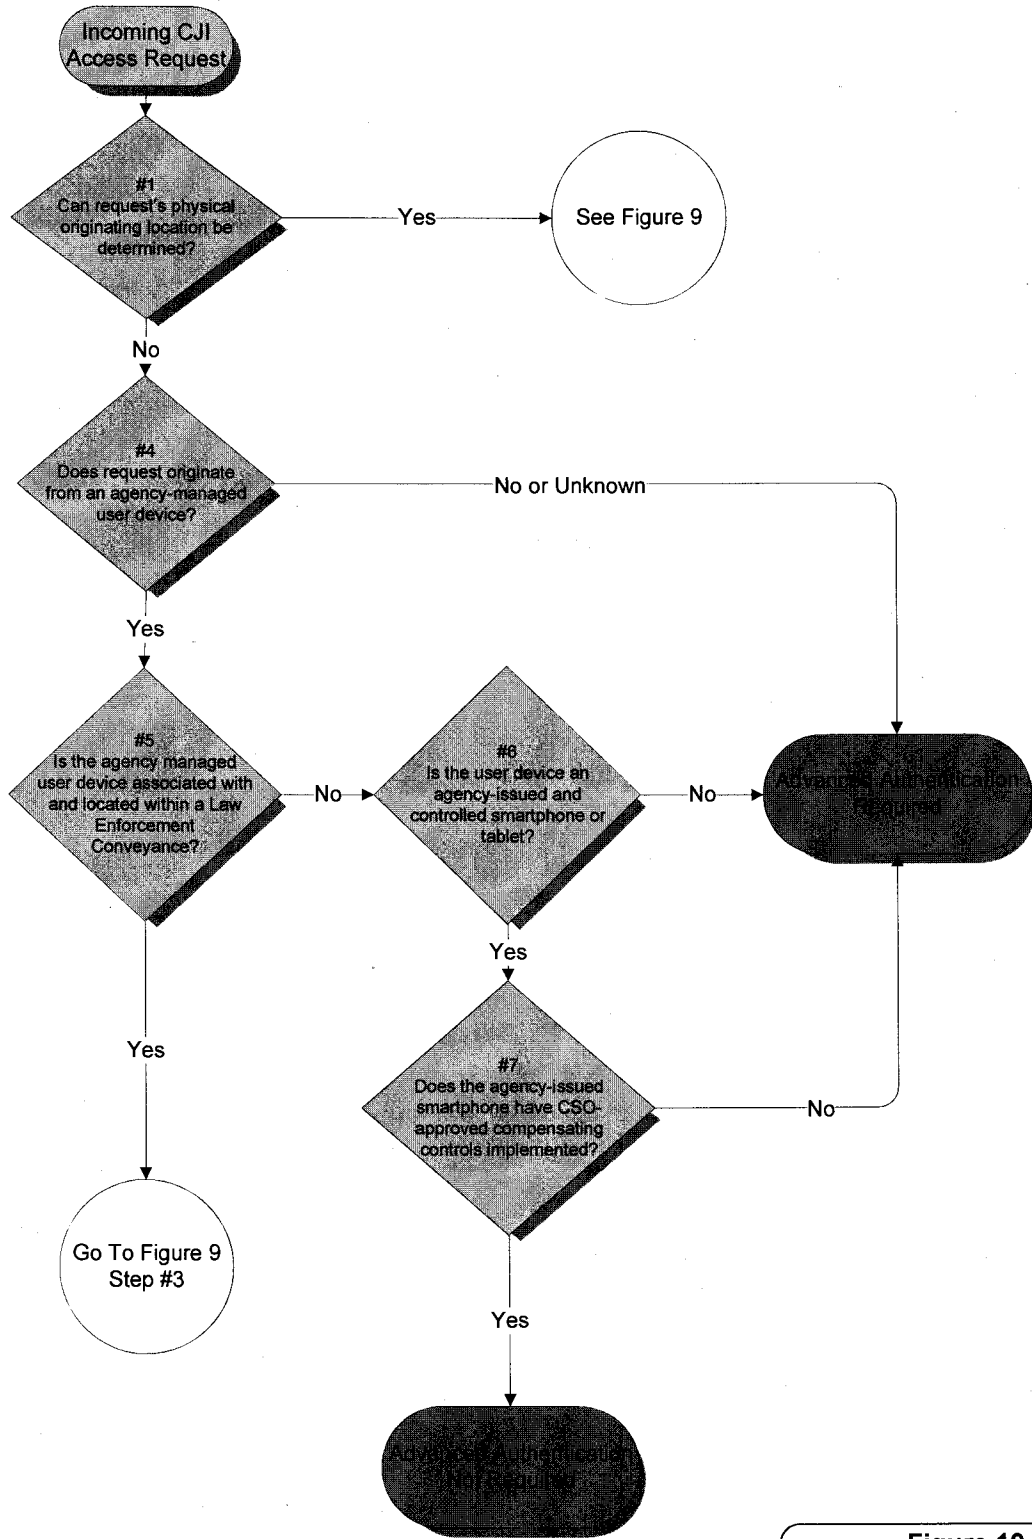 Incoming CJI
Access Request
#1
Can request's physical
originating location be
determined?
Yes
See Figure 9
No
#4
Does request originate
from an agency-managed
user device?
No or Unknown
Yes
#5
Is the agency managed
user device associated with
and located within a Law
Enforcement
Conveyance?
No
#6
Is the user device an
agency-issued and
controlled smartphone or
tablet?
No
Advanced Authentication
Required
Yes
Yes
#7
Does the agency-issued
smartphone have CSO-
approved compensating
controls implemented?
No
Go To Figure 9
Step #3
Yes
Advanced Authentication
Not Required
Figure 10